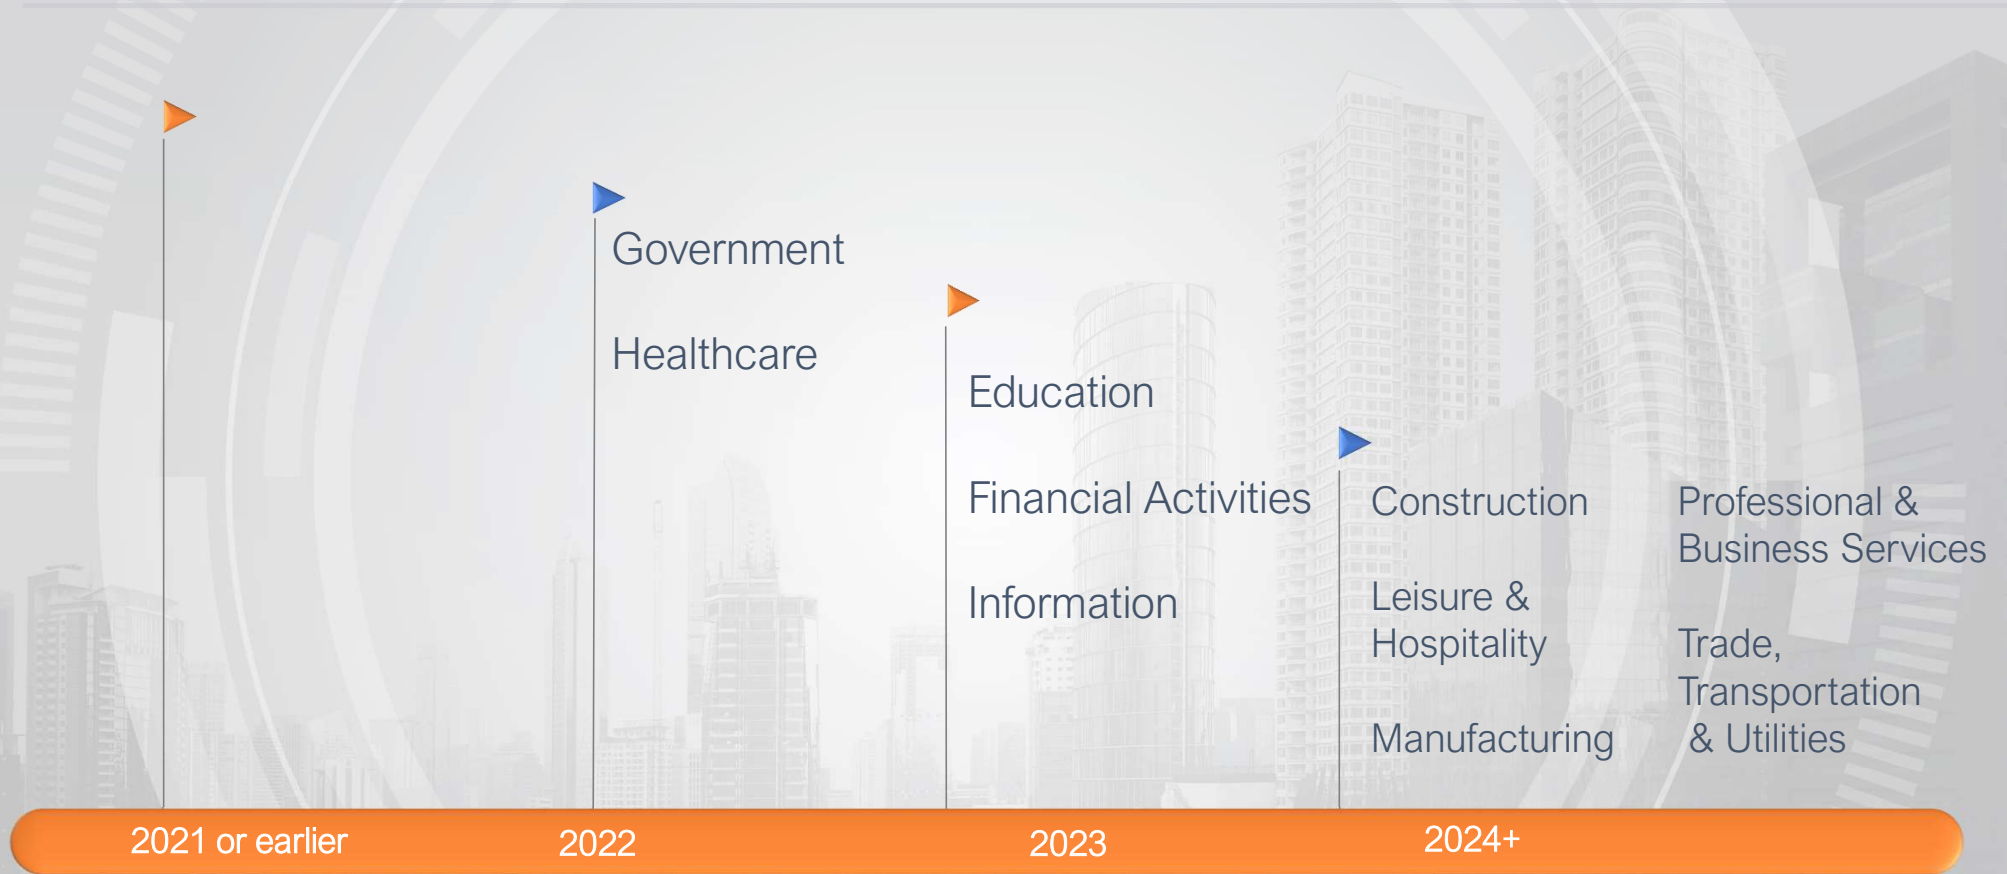 Government
Healthcare
Education
Financial Activities
Information
Construction
Leisure &
Hospitality
Manufacturing
Professional &
Business Services
Trade,
Transportation
& Utilities
2021 or earlier
2022
2023
2024+